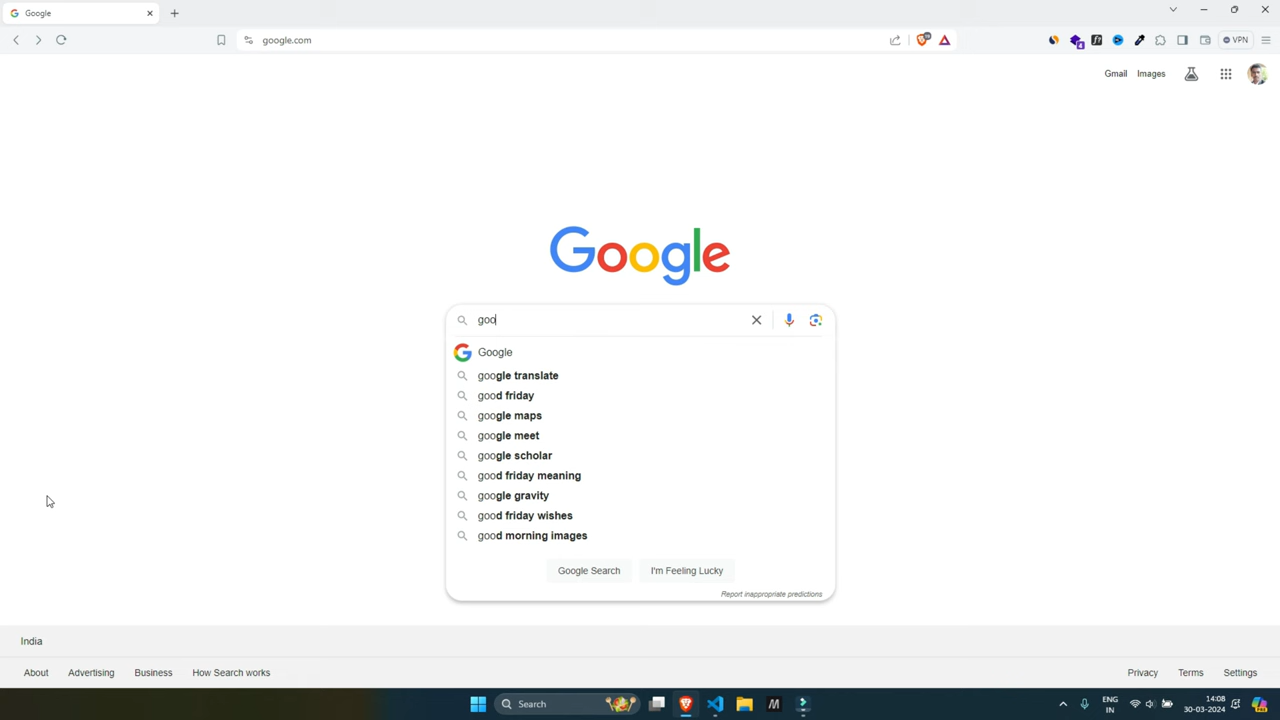 Google
google.com
VPN
Gmail Images
Google
goo
Google
google translate
good friday
google maps
google meet
google scholar
good friday meaning
google gravity
good friday wishes
good morning images
Google Search I'm Feeling Lucky
Report inappropriate predictions
India
About Advertising Business How Search works Privacy Terms Settings
Search
ENG
IN
14:08
30-03-2024